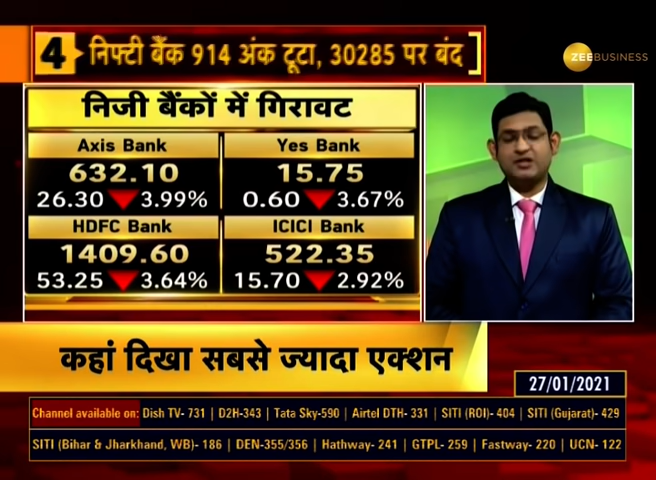 4 निफ्टी बैंक 914 अंक टूटा, 30285 पर बंद
ZEE BUSINESS
निजी बैंकों में गिरावट
Axis Bank
632.10
26.30 3.99%
Yes Bank
15.75
0.60 3.67%
HDFC Bank
1409.60
53.25 3.64%
ICICI Bank
522.35
15.70 2.92%
कहां दिखा सबसे ज्यादा एक्शन
27/01/2021
Channel available on: Dish TV- 731 | D2H-343 | Tata Sky-590 | Airtel DTH- 331 | SITI (ROI)- 404 | SITI (Gujarat)- 429
SITI (Bihar & Jharkhand, WB)- 186 | DEN-355/356 | Hathway- 241 | GTPL- 259 | Fastway- 220 | UCN- 122